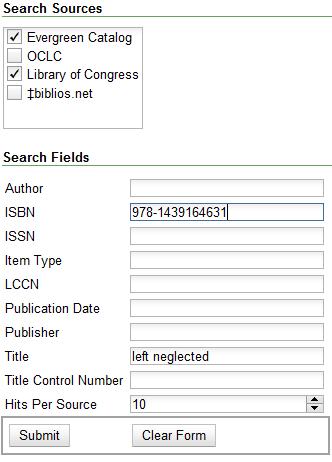 Search Sources
Evergreen Catalog
OCLC
Library of Congress
‡biblios.net
Search Fields
Author
ISBN 978-1439164631
ISSN
Item Type
LCCN
Publication Date
Publisher
Title left neglected
Title Control Number
Hits Per Source 10
Submit Clear Form